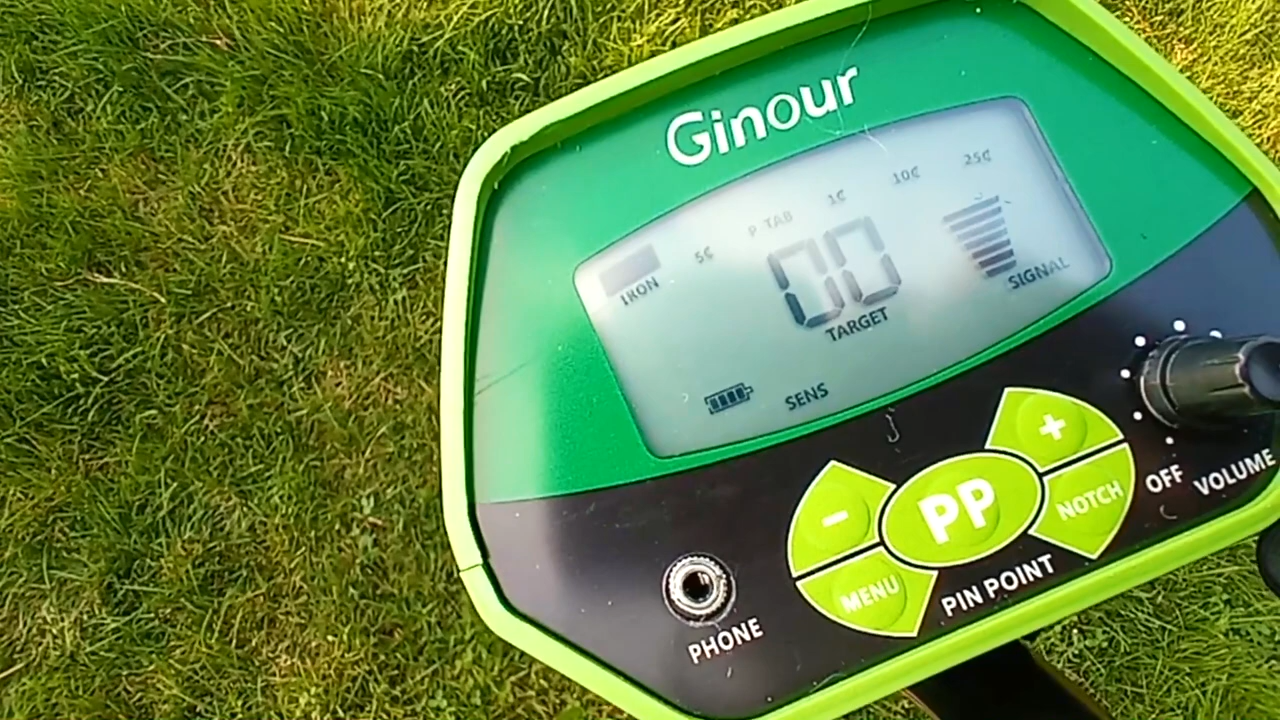 Ginour
IRON 5¢ P TAB 1¢ 10¢ 25¢
00
TARGET
SIGNAL
SENS
+
-
PP
NOTCH
MENU
PIN POINT
OFF
VOLUME
PHONE